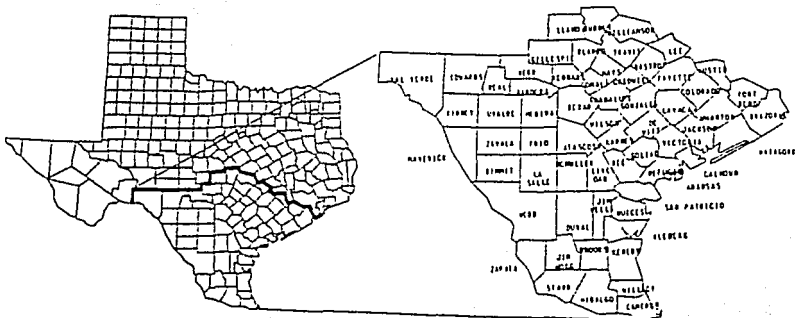 LLANO
BURNET
WILLIAMSON
BLANCO
TRAVIS
LEE
GILLESPIE
BASTROP
VAL VERDE
EDWARDS
KERR
HAYS
AUSTIN
REAL
KENDALL
COMAL
CALDWELL
FAYETTE
BANDERA
COLORADO
FORT
BEND
KINNEY
UVALDE
MEDINA
BEXAR
GUADALUPE
GONZALES
LAVACA
WHARTON
BRAZORIA
WILSON
DE
WITT
JACKSON
MATAGORDA
MAVERICK
ZAVALA
FRIO
ATASCOSA
KARNES
VICTORIA
GOLIAD
DIMMIT
LA
SALLE
MCMULLEN
LIVE
OAK
BEE
REFUGIO
CALHOUN
ARANSAS
SAN PATRICIO
WEBB
DUVAL
JIM
WELLS
NUECES
KLEBERG
ZAPATA
JIM
HOGG
BROOKS
KENEDY
STARR
HIDALGO
WILLACY
CAMERON